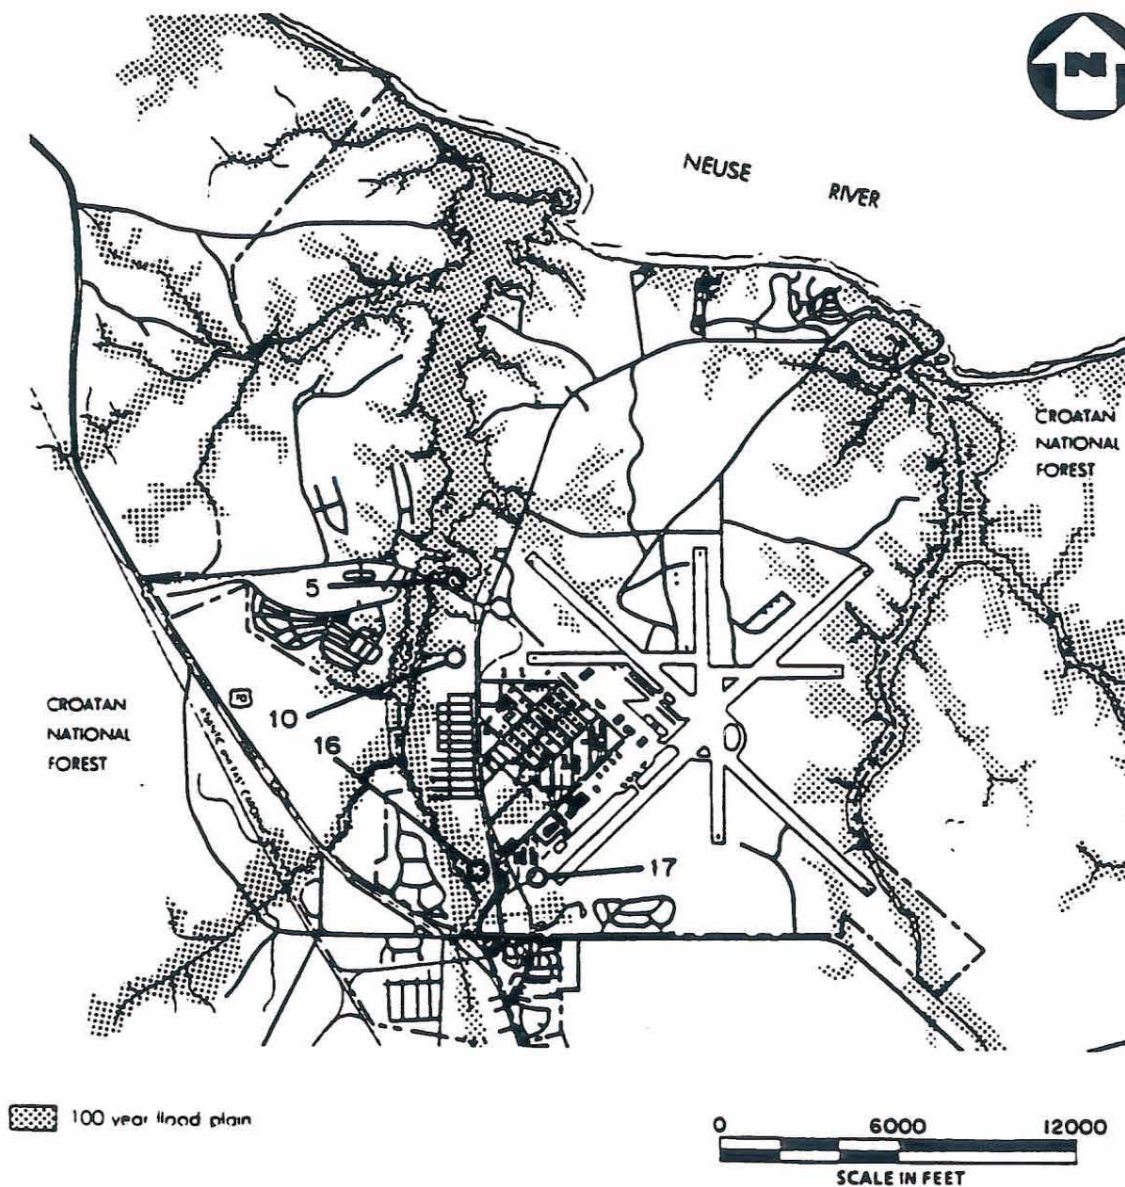 N
NEUSE RIVER
CROATAN
NATIONAL
FOREST
5
10
70
CROATAN
NATIONAL
FOREST
16
17
100 year flood plain
0 6000 12000
SCALE IN FEET